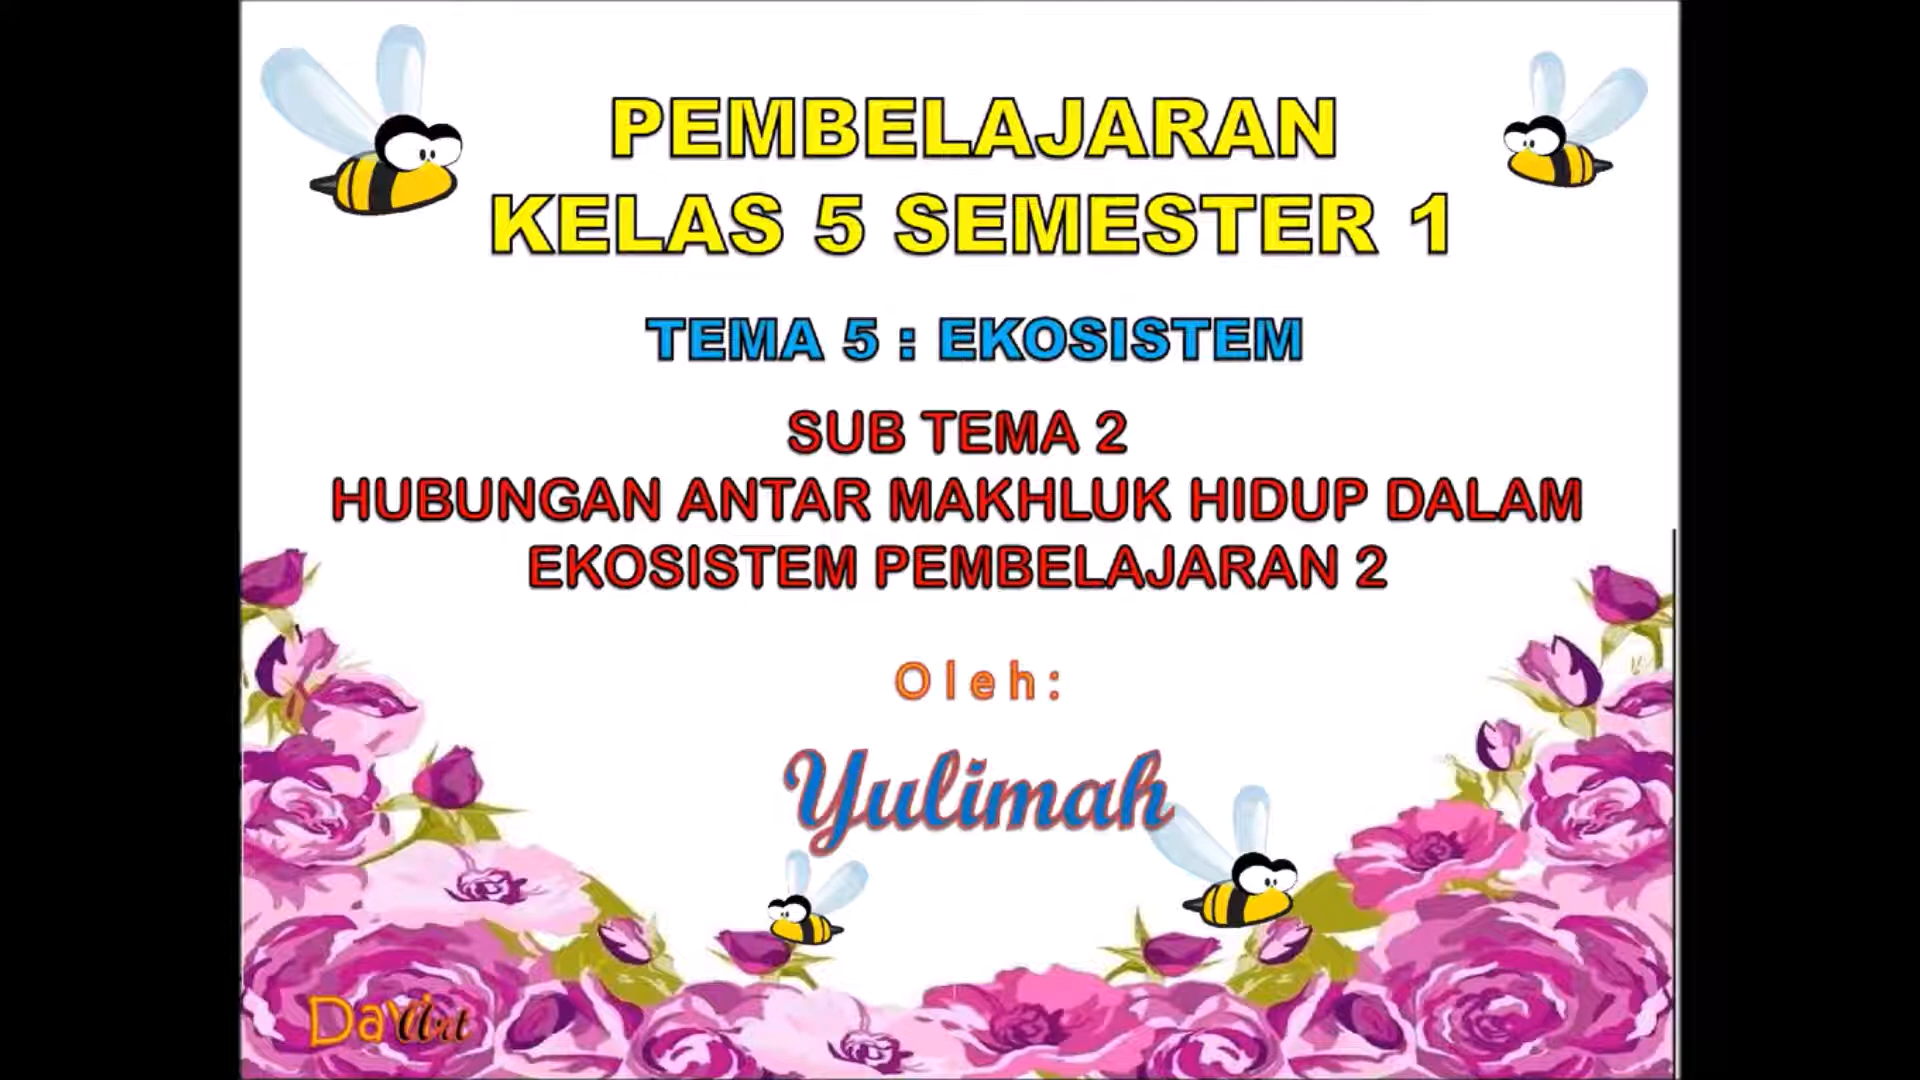 PEMBELAJARAN
KELAS 5 SEMESTER 1
TEMA 5 : EKOSISTEM
SUB TEMA 2
HUBUNGAN ANTAR MAKHLUK HIDUP DALAM
EKOSISTEM PEMBELAJARAN 2
Oleh:
Yulimah